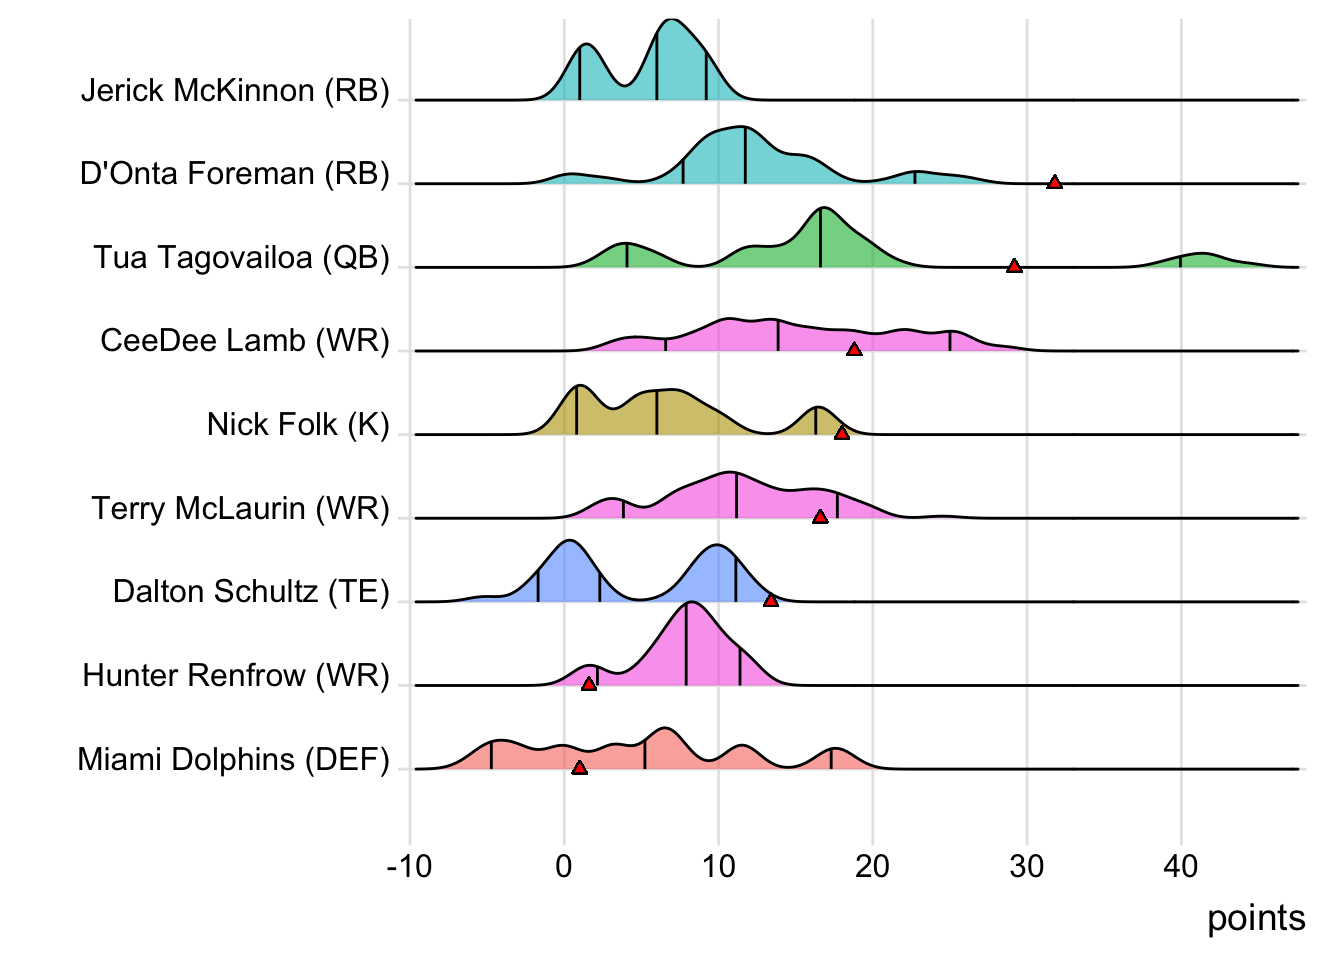 Jerick McKinnon (RB)
D'Onta Foreman (RB)
Tua Tagovailoa (QB)
CeeDee Lamb (WR)
Nick Folk (K)
Terry McLaurin (WR)
Dalton Schultz (TE)
Hunter Renfrow (WR)
Miami Dolphins (DEF)
-10 0 10 20 30 40
points